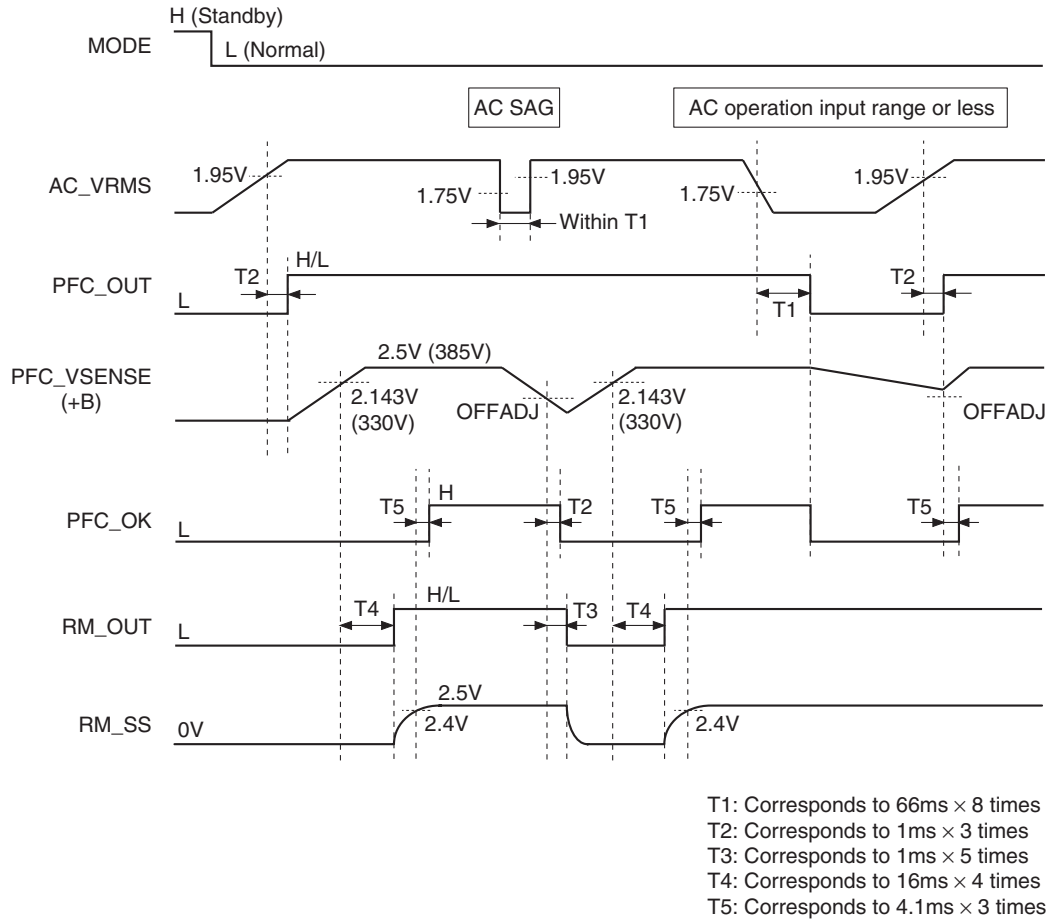 H (Standby)
MODE
L (Normal)
AC SAG
AC operation input range or less
1.95V
AC_VRMS
1.75V
1.95V
1.75V
1.95V
Within T1
H/L
T2
PFC_OUT
L
T1
T2
2.5V (385V)
PFC_VSENSE
(+B)
2.143V
(330V)
OFFADJ
2.143V
(330V)
OFFADJ
H
T5
T2
T5
T5
PFC_OK
L
H/L
T4
T3
T4
RM_OUT
L
2.5V
RM_SS
0V
2.4V
2.4V
T1: Corresponds to 66ms × 8 times
T2: Corresponds to 1ms × 3 times
T3: Corresponds to 1ms × 5 times
T4: Corresponds to 16ms × 4 times
T5: Corresponds to 4.1ms × 3 times